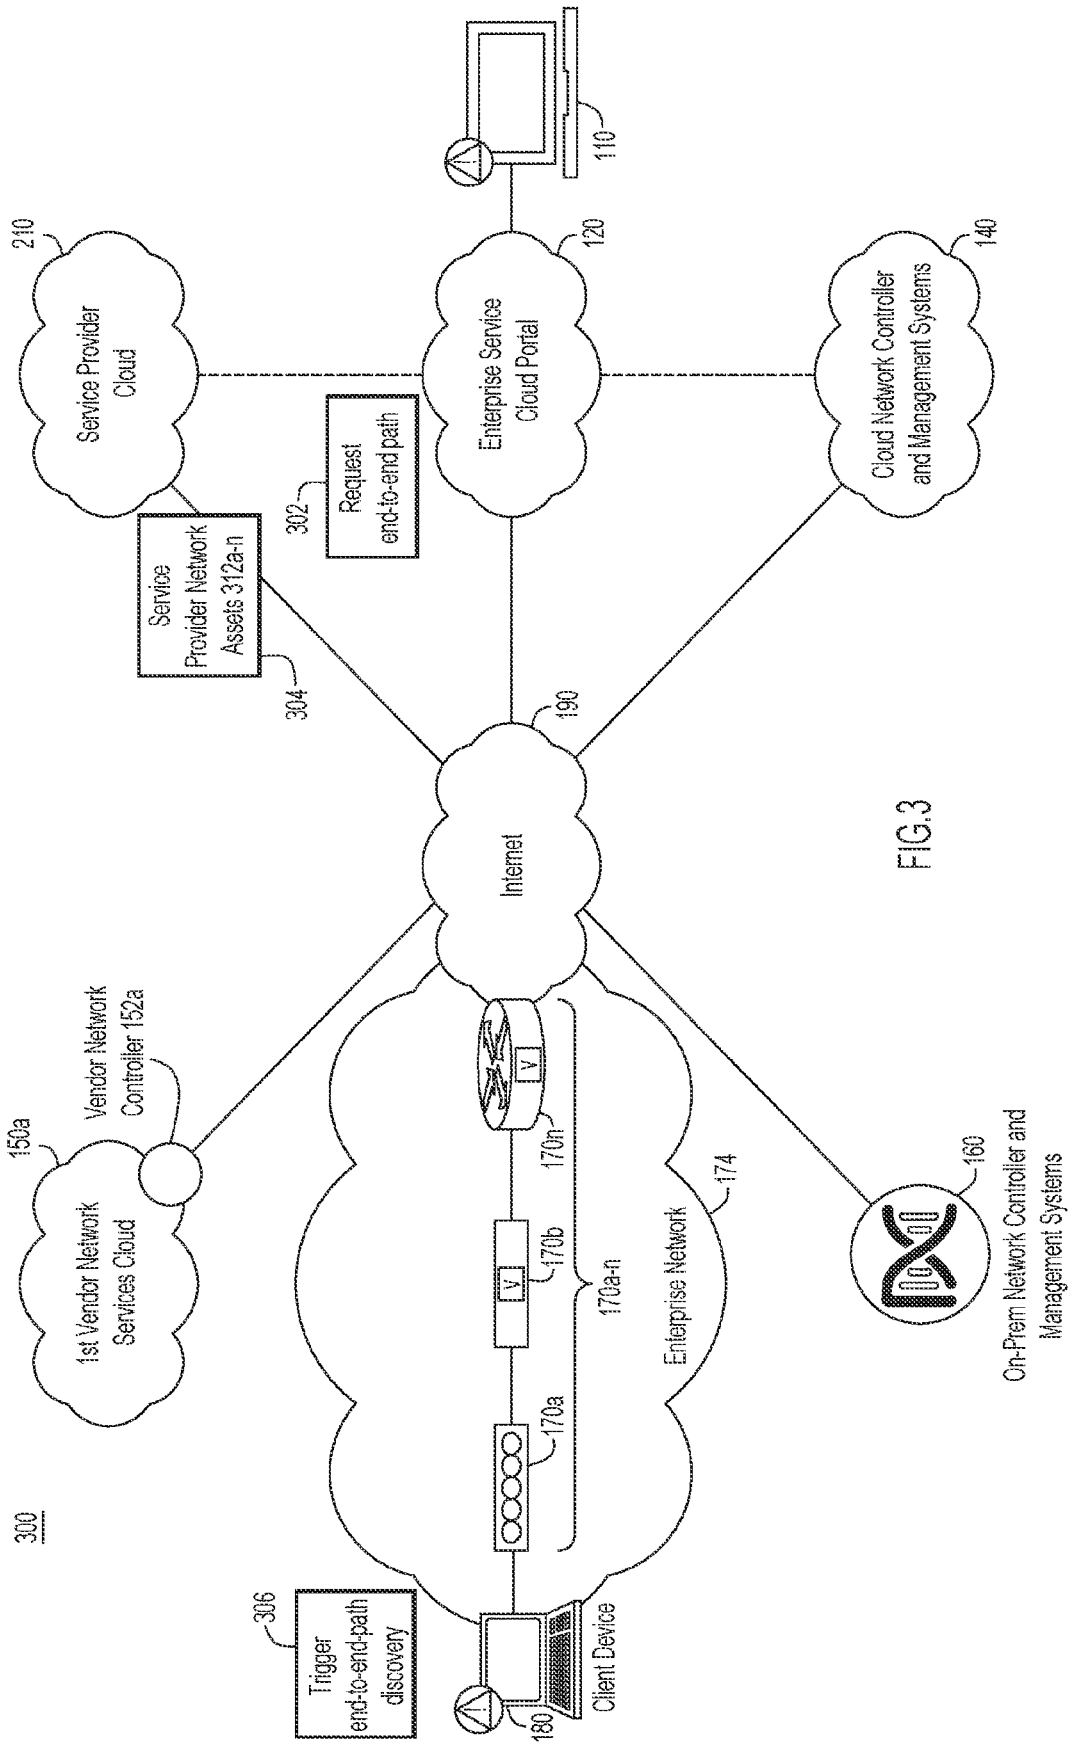 300
306
Trigger
end-to-end-path
discovery
180
Client Device
150a
1st Vendor Network
Services Cloud
Vendor Network
Controller 152a
170a
V
170b
V
170n
170a-n
Enterprise Network
174
On-Prem Network Controller and
Management Systems
160
Internet
190
304
Service
Provider Network
Assets 312a-n
210
Service Provider
Cloud
302
Request
end-to-end path
Enterprise Service
Cloud Portal
120
Cloud Network Controller
and Management Systems
140
110
FIG.3